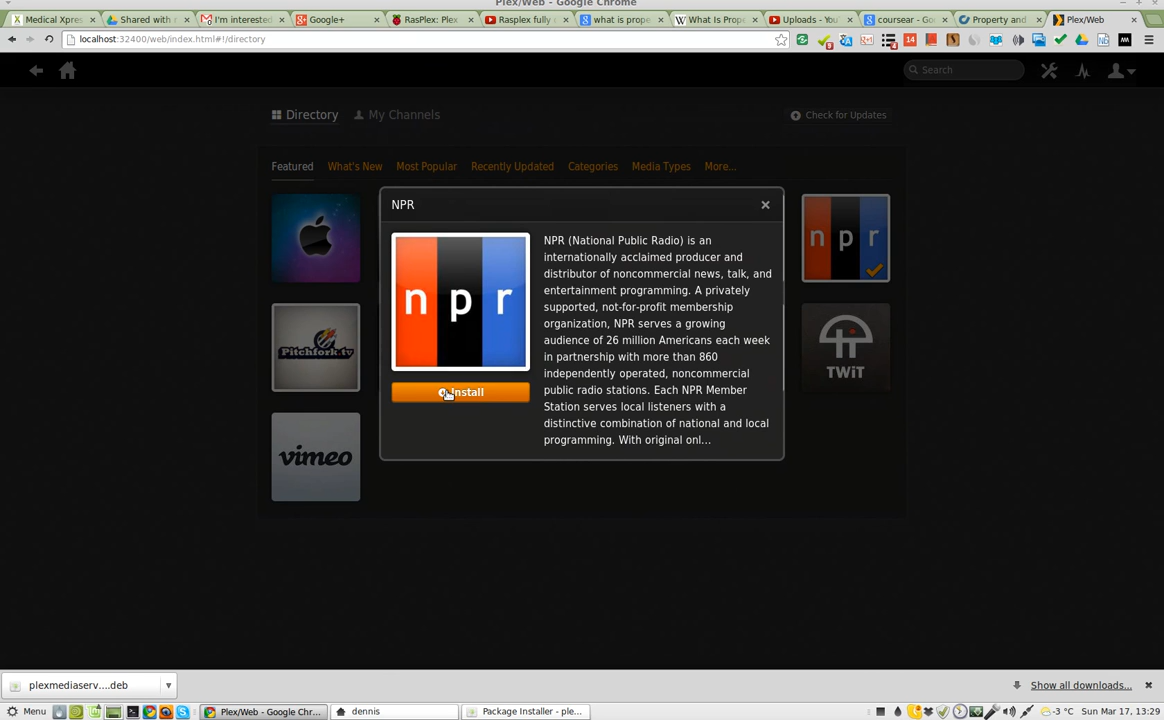 Plex/Web - Google Chrome
Medical Xpres
Shared with r
I'm interested
Google+
RasPlex: Plex
Rasplex fully
what is prope
What Is Prope
Uploads - You
coursear - Go
Property and
Plex/Web
localhost:32400/web/index.html#!/directory
9
14
4
Search
Directory
My Channels
Check for Updates
Featured
What's New
Most Popular
Recently Updated
Categories
Media Types
More...
NPR
NPR (National Public Radio) is an
internationally acclaimed producer and
distributor of noncommercial news, talk, and
entertainment programming. A privately
supported, not-for-profit membership
organization, NPR serves a growing
audience of 26 million Americans each week
in partnership with more than 860
independently operated, noncommercial
public radio stations. Each NPR Member
Station serves local listeners with a
distinctive combination of national and local
programming. With original onl...
n p r
Install
n p r
Pitchfork.tv
TWiT
vimeo
plexmediaserv....deb
Show all downloads...
Menu
Plex/Web - Google Chr...
dennis
Package Installer - ple...
-3 °C
Sun Mar 17, 13:29